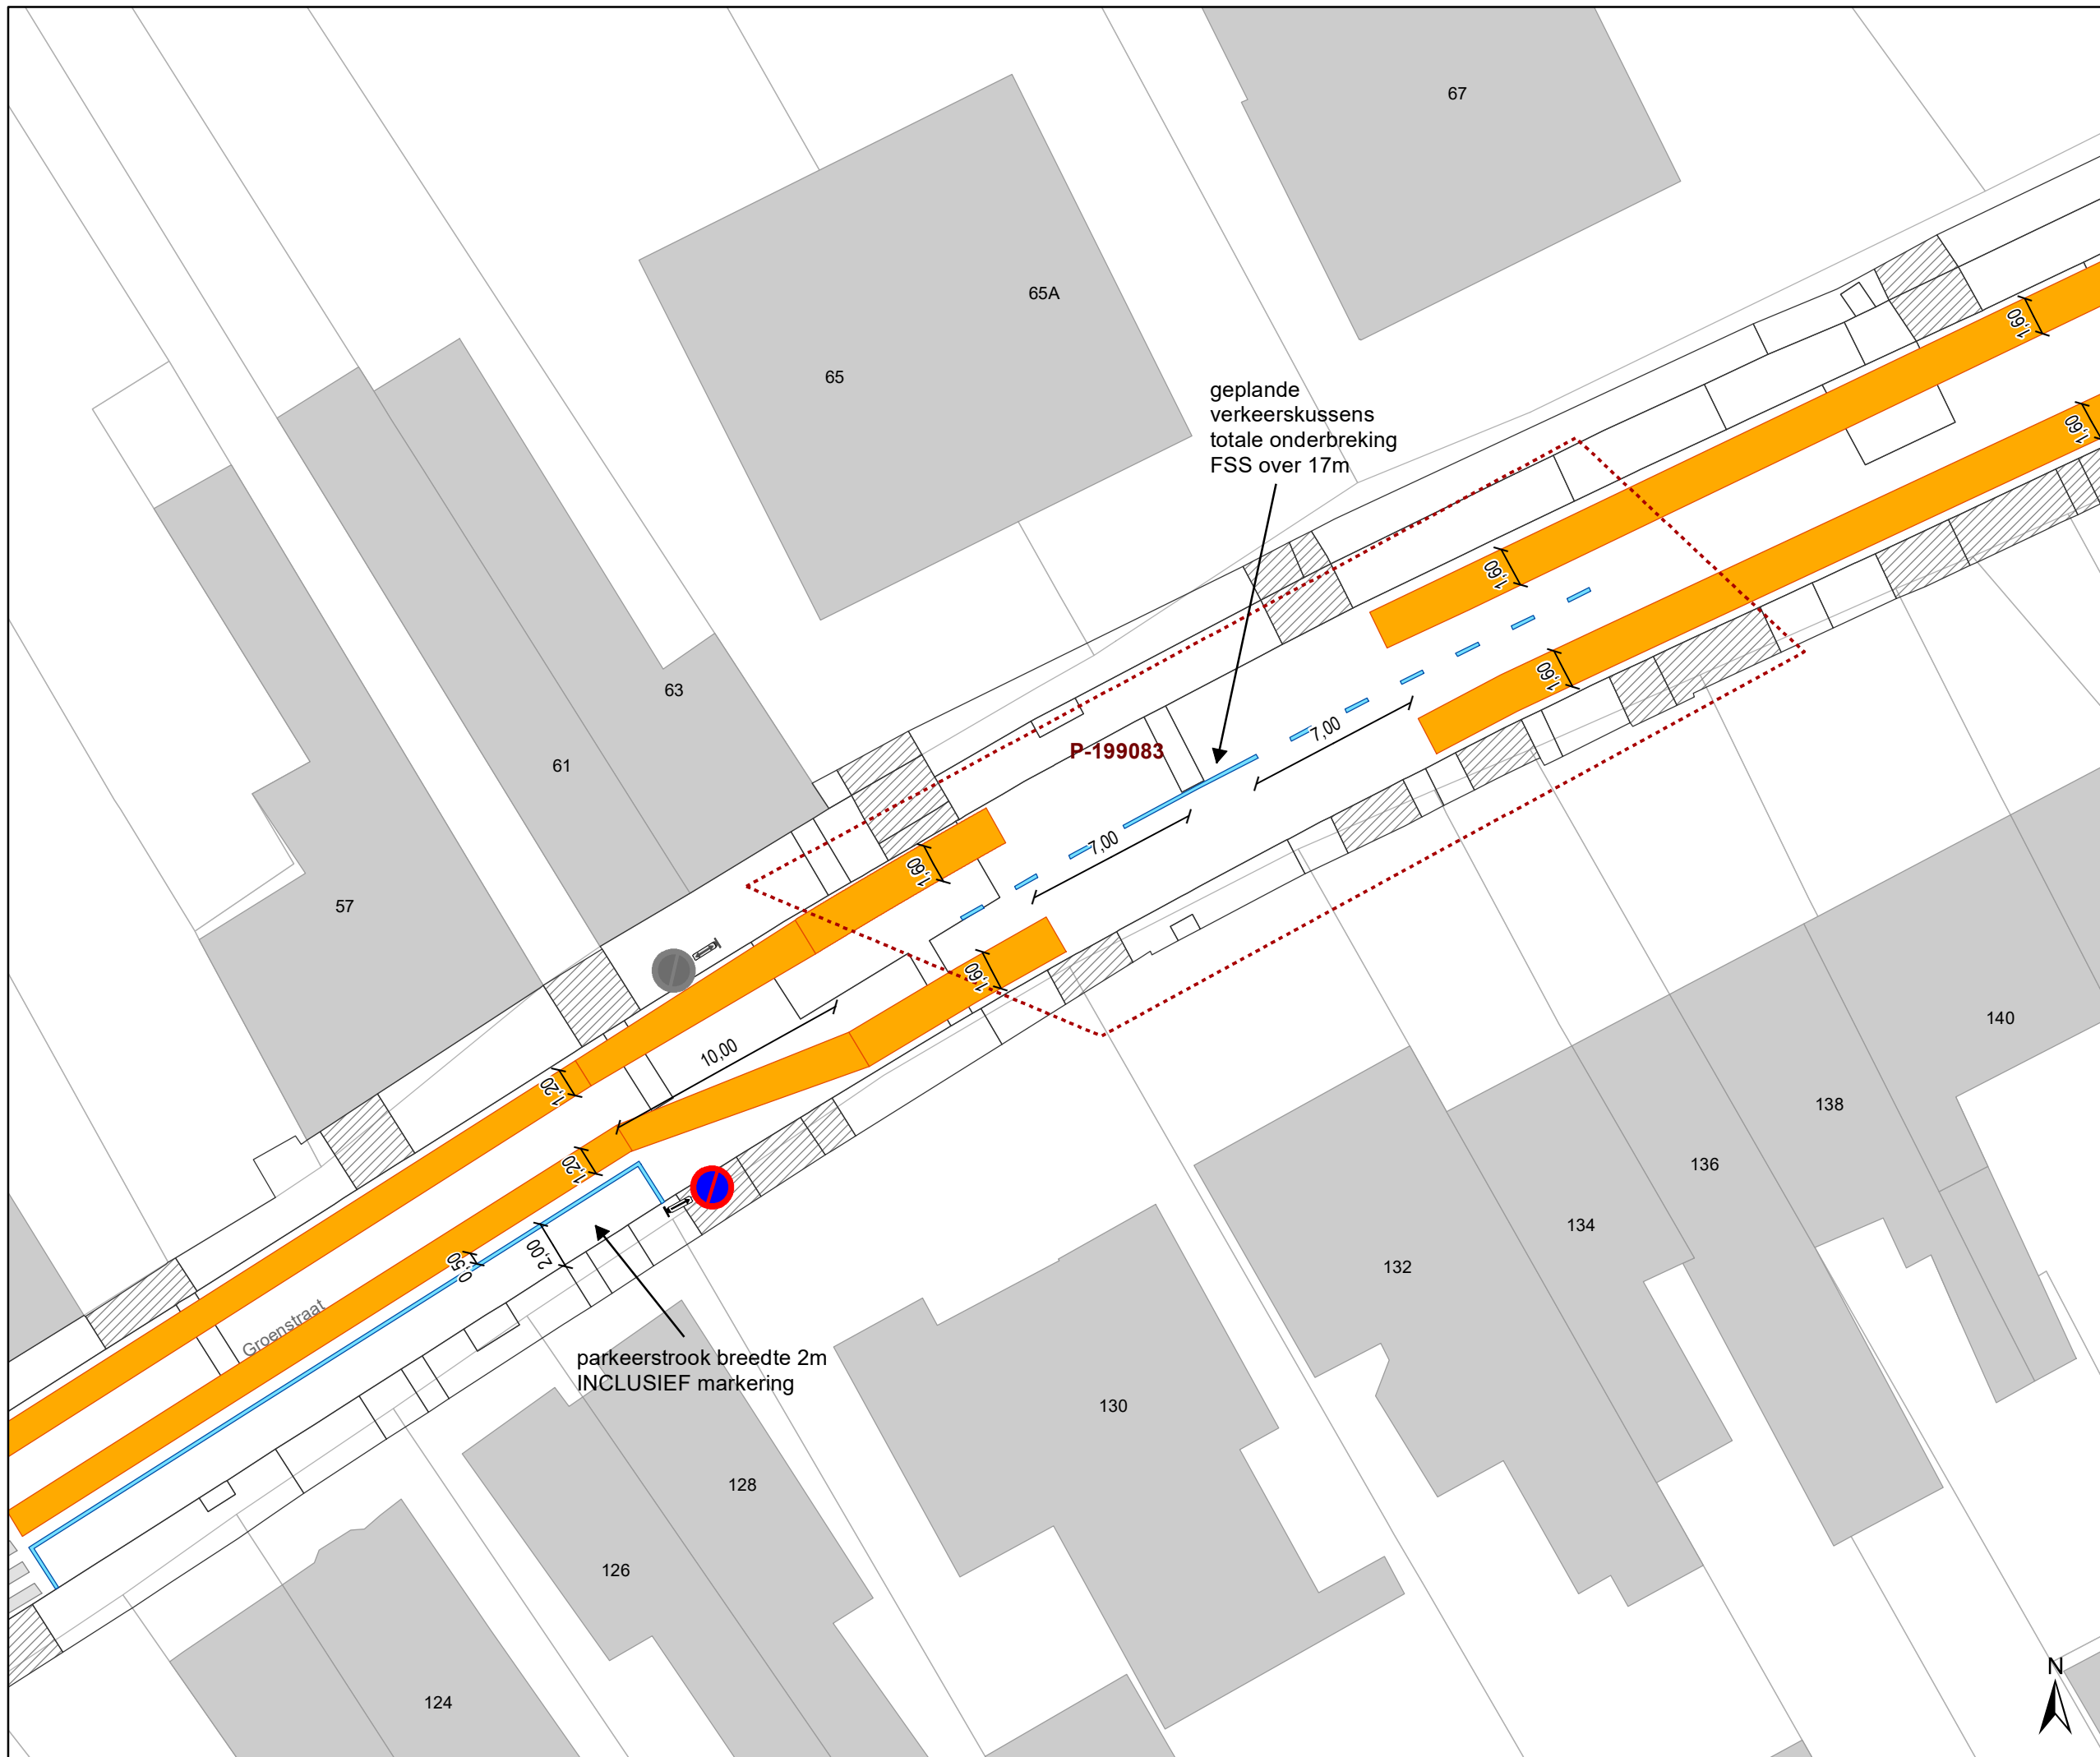 67
65A
65
1,60
geplande
verkeerskussens
totale onderbreking
FSS over 17m
1,60
1,60
63
1,60
61
P-199083
7,00
7,00
1,60
57
1,60
10,00
1,20
1,20
0,50
2,00
Groenstraat
parkeerstrook breedte 2m
INCLUSIEF markering
140
138
136
134
132
130
128
126
124
N